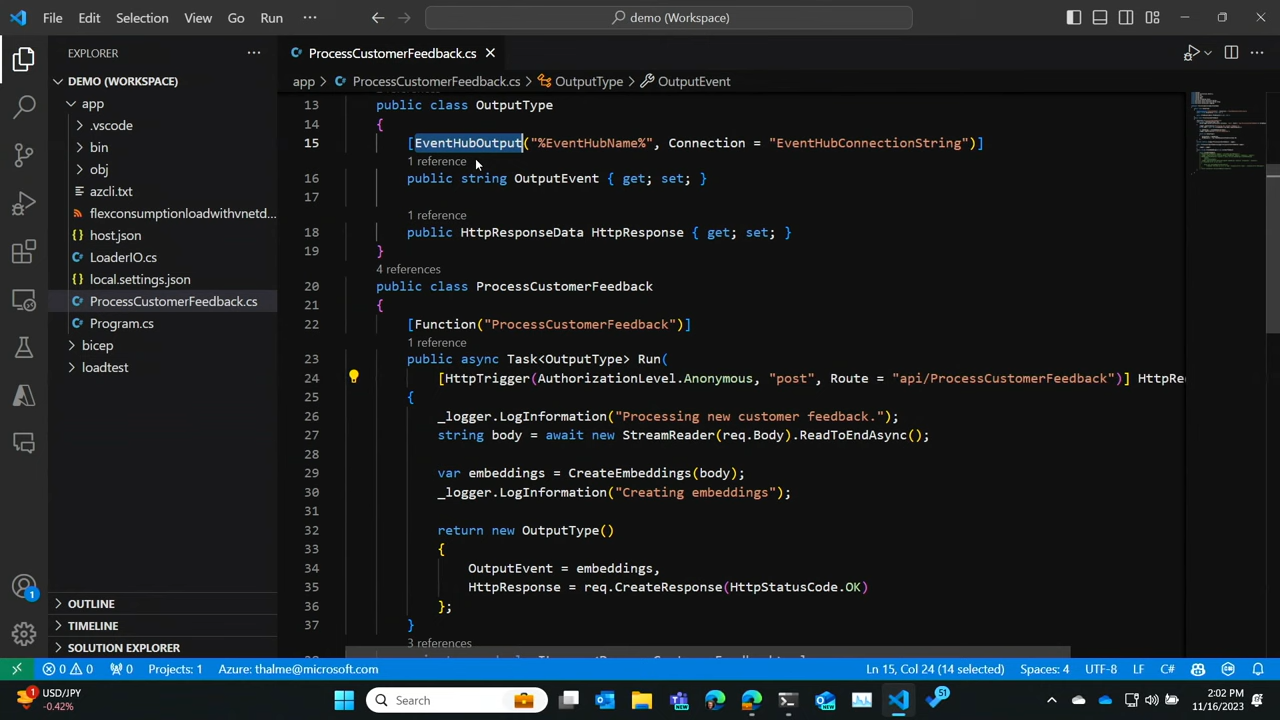 File Edit Selection View Go Run ··· demo (Workspace)
EXPLORER ···
DEMO (WORKSPACE)
app
.vscode
bin
obj
azcli.txt
flexconsumptionloadwithvnetd...
host.json
LoaderIO.cs
local.settings.json
ProcessCustomerFeedback.cs
Program.cs
bicep
loadtest
OUTLINE
TIMELINE
SOLUTION EXPLORER
1
ProcessCustomerFeedback.cs
app > ProcessCustomerFeedback.cs > OutputType > OutputEvent
13 public class OutputType
14 {
15 [EventHubOutput("%EventHubName%", Connection = "EventHubConnectionString")]
1 reference
16 public string OutputEvent { get; set; }
17
1 reference
18 public HttpResponseData HttpResponse { get; set; }
19 }
4 references
20 public class ProcessCustomerFeedback
21 {
22 [Function("ProcessCustomerFeedback")]
1 reference
23 public async Task<OutputType> Run(
24 [HttpTrigger(AuthorizationLevel.Anonymous, "post", Route = "api/ProcessCustomerFeedback")] HttpRe
25 {
26 _logger.LogInformation("Processing new customer feedback.");
27 string body = await new StreamReader(req.Body).ReadToEndAsync();
28
29 var embeddings = CreateEmbeddings(body);
30 _logger.LogInformation("Creating embeddings");
31
32 return new OutputType()
33 {
34 OutputEvent = embeddings,
35 HttpResponse = req.CreateResponse(HttpStatusCode.OK)
36 };
37 }
3 references
0 0 0 Projects: 1 Azure: thalme@microsoft.com Ln 15, Col 24 (14 selected) Spaces: 4 UTF-8 LF C#
1 USD/JPY
-0.42%
Search
NEW
NEW
51
2:02 PM
11/16/2023